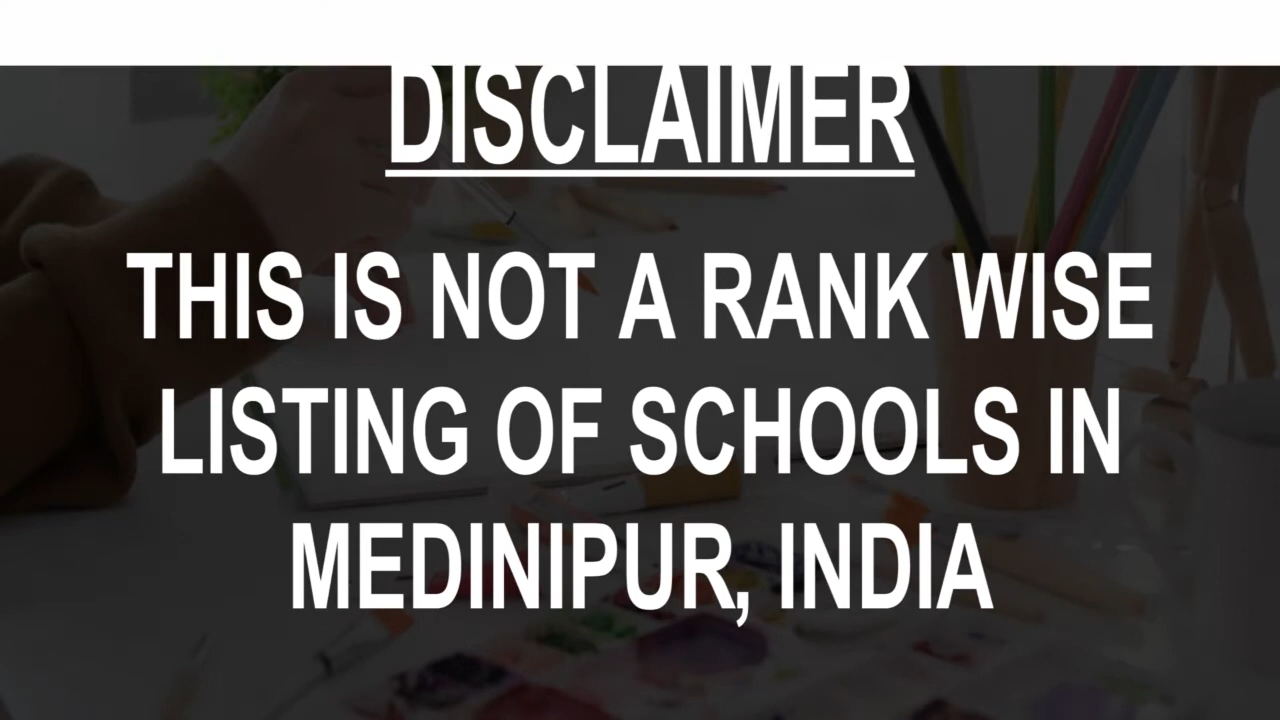 DISCLAIMER
THIS IS NOT A RANK WISE
LISTING OF SCHOOLS IN
MEDINIPUR, INDIA